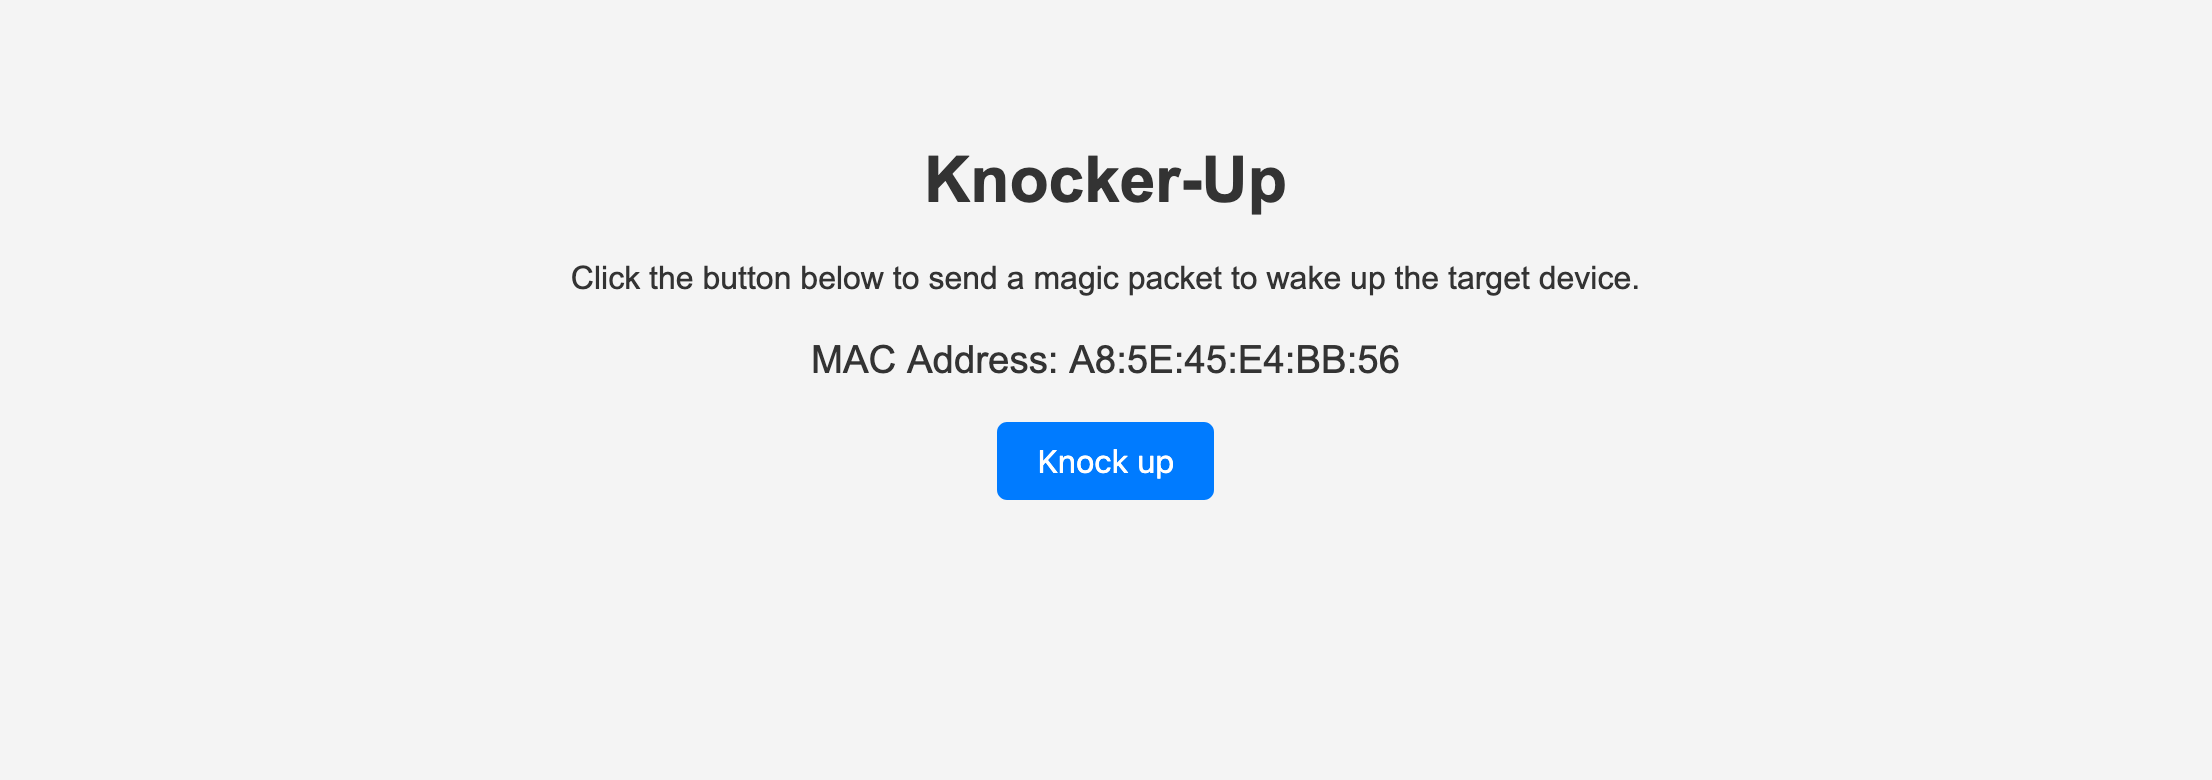 Knocker-Up
Click the button below to send a magic packet to wake up the target device.
MAC Address: A8:5E:45:E4:BB:56
Knock up